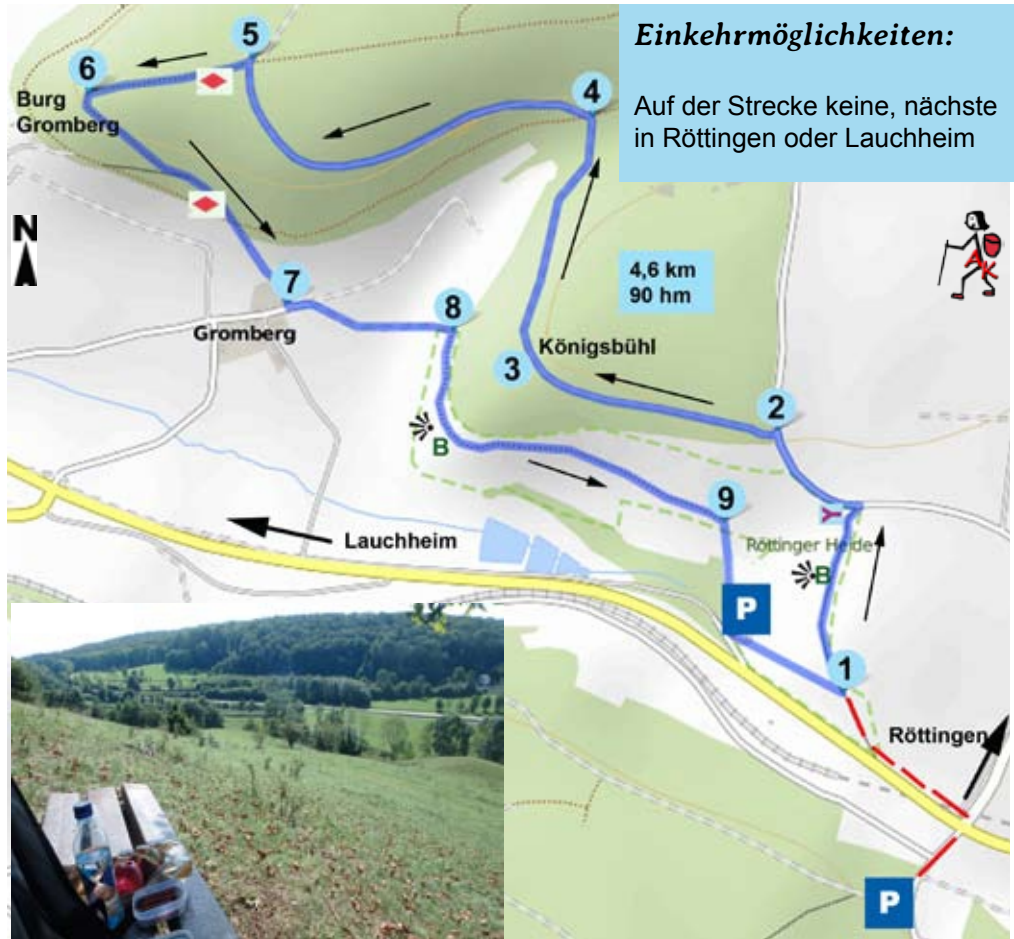 Einkehrmöglichkeiten:
Auf der Strecke keine, nächste
in Röttingen oder Lauchheim
5
6
4
Burg
Gromberg
N
AK
4,6 km
90 hm
7
8
Gromberg
Königsbühl
3
2
B
9
Y
Lauchheim
Röttinger Heide
B
P
1
Röttingen
P